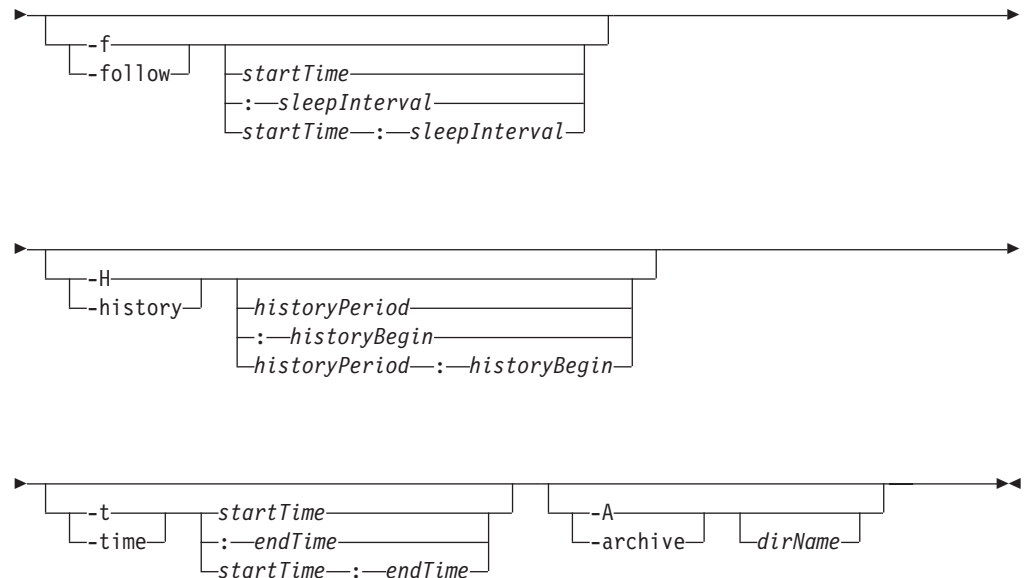 -f
-follow
startTime
: sleepInterval
startTime : sleepInterval
-H
-history
historyPeriod
: historyBegin
historyPeriod : historyBegin
-t
-time
startTime
: endTime
startTime : endTime
-A
-archive
dirName